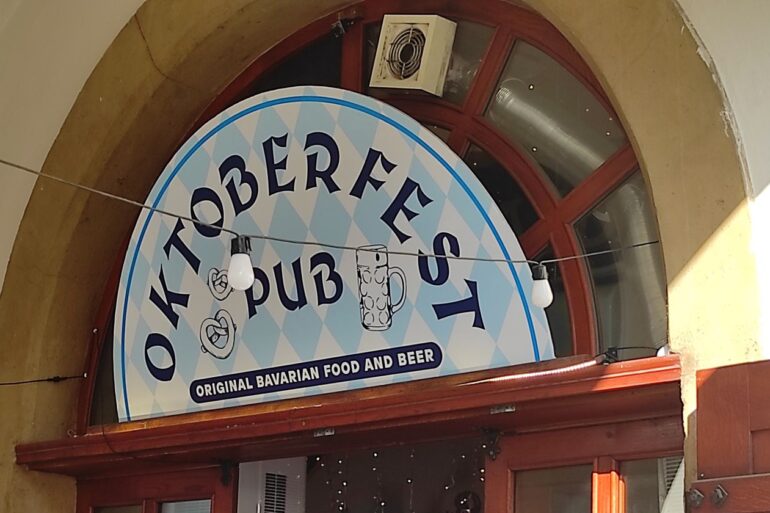 OKTOBERFEST
PUB
ORIGINAL BAVARIAN FOOD AND BEER